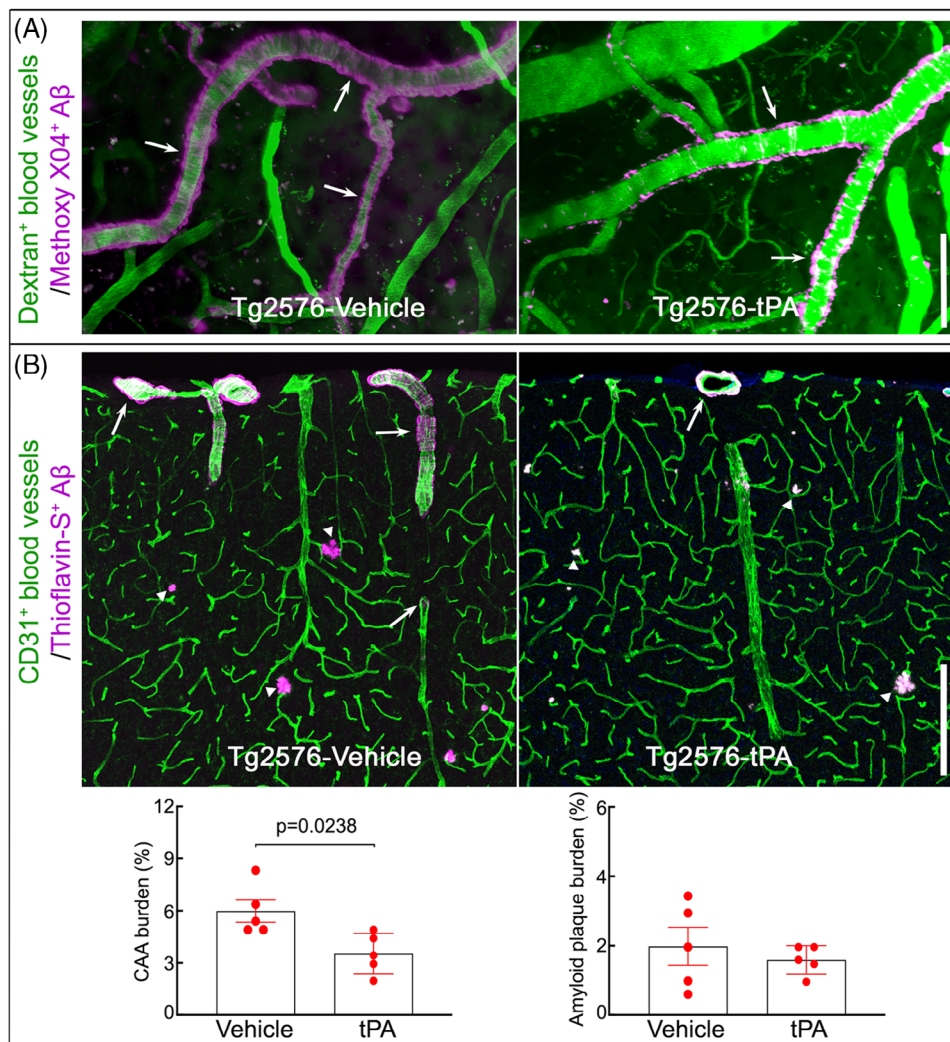 (A)
Dextran⁺ blood vessels
/Methoxy X04⁺ Aβ
Tg2576-Vehicle
Tg2576-tPA
(B)
CD31⁺ blood vessels
/Thioflavin-S⁺ Aβ
Tg2576-Vehicle
Tg2576-tPA
CAA burden (%)
12
9
6
3
0
p=0.0238
Vehicle
tPA
Amyloid plaque burden (%)
6
4
2
0
Vehicle
tPA